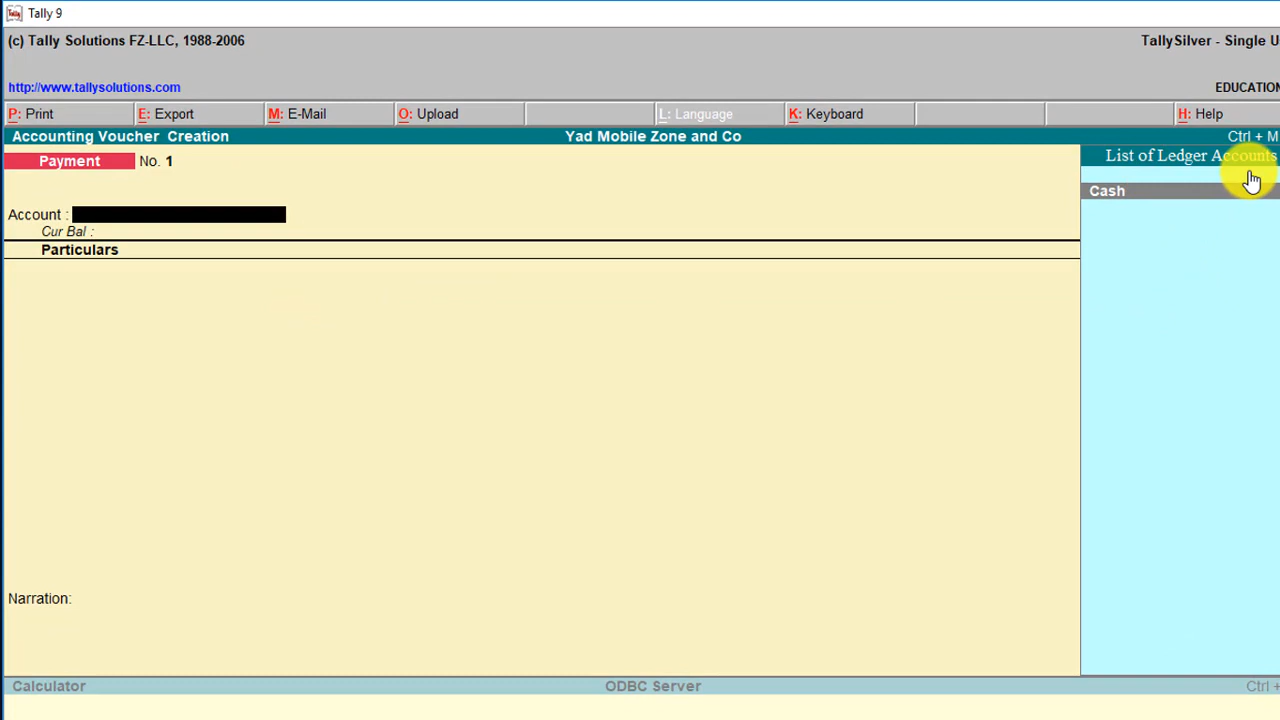 Tally 9
(c) Tally Solutions FZ-LLC, 1988-2006
TallySilver - Single U
http://www.tallysolutions.com
EDUCATION
P: Print E: Export M: E-Mail O: Upload L: Language K: Keyboard H: Help
Accounting Voucher Creation Yad Mobile Zone and Co Ctrl + M
Payment No. 1
List of Ledger Accounts
Cash
Account :
Cur Bal :
Particulars
Narration:
Calculator ODBC Server Ctrl +